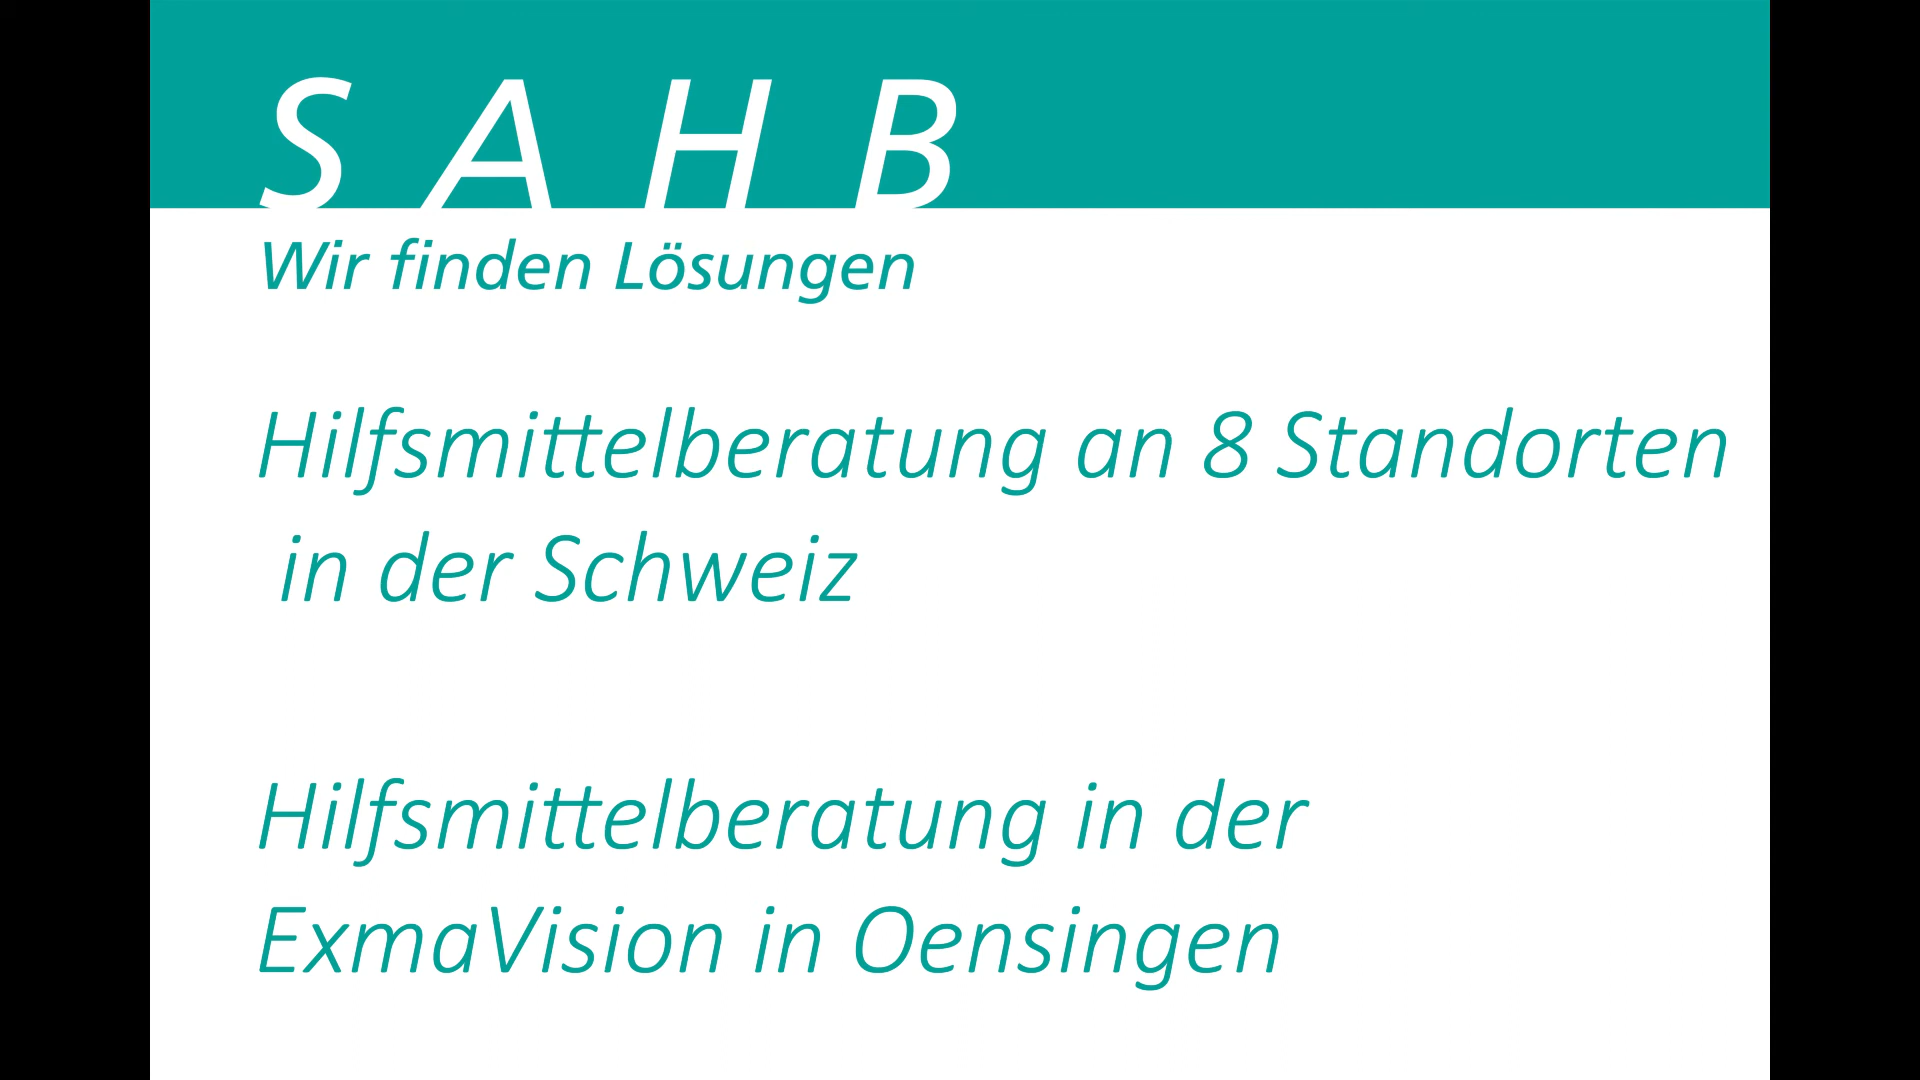 S A H B
Wir finden Lösungen
Hilfsmittelberatung an 8 Standorten
in der Schweiz
Hilfsmittelberatung in der
ExmaVision in Oensingen